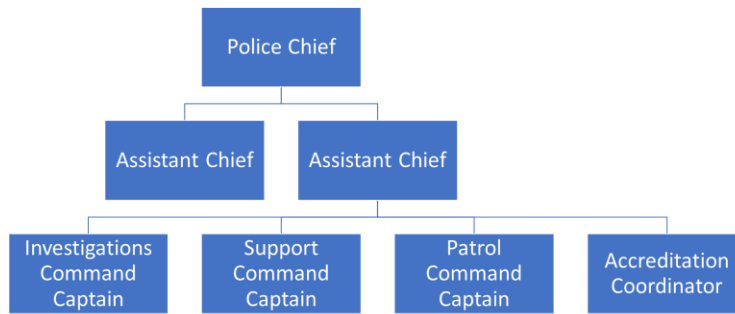 Police Chief
Assistant Chief
Assistant Chief
Investigations
Command
Captain
Support
Command
Captain
Patrol
Command
Captain
Accreditation
Coordinator